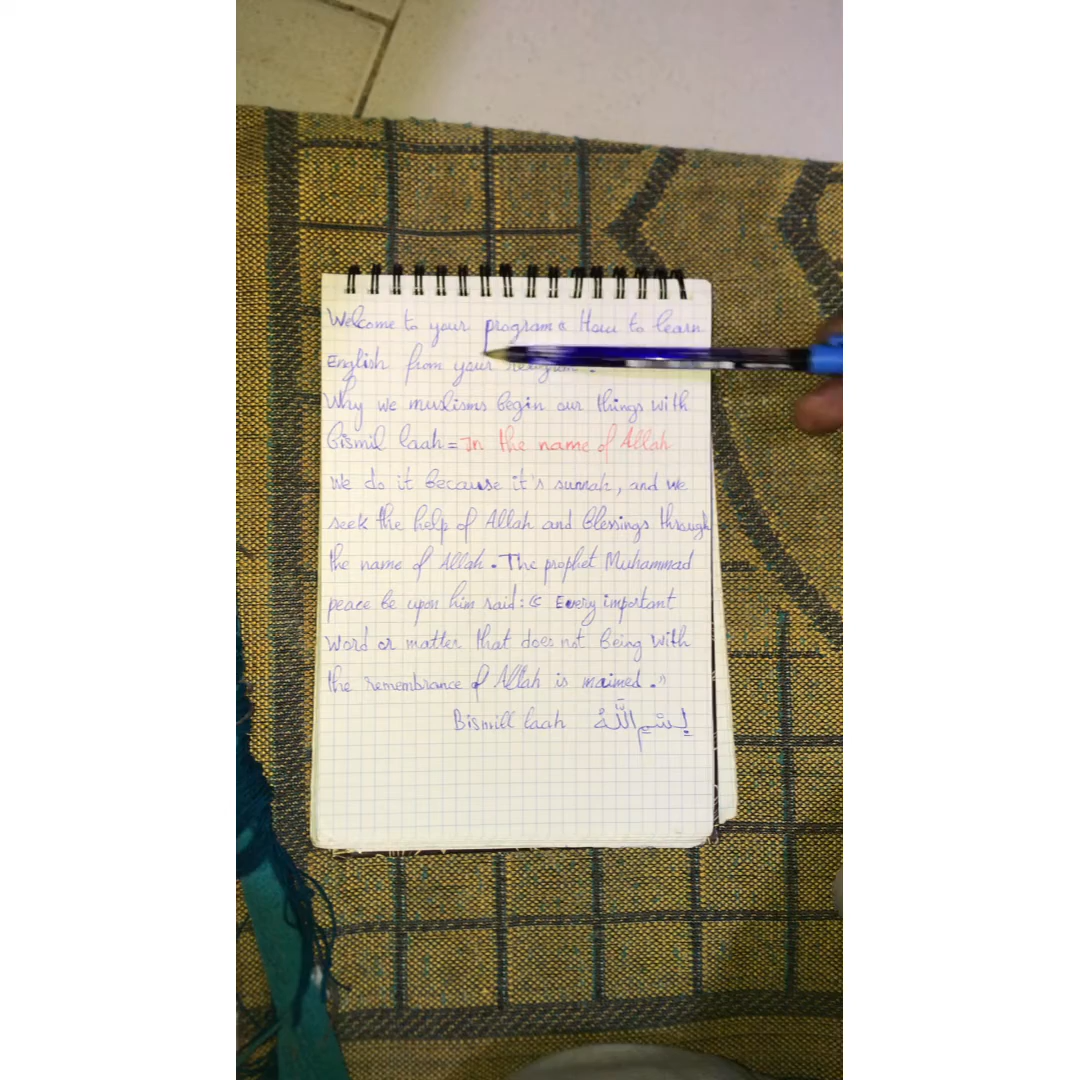 Welcome to your program « How to learn
English from your religion .
Why we muslisms begin our things with
Bismil laah = In the name of Allah
We do it because it's sunnah, and we
seek the help of Allah and blessings through
the name of Allah. The prophet Muhammad
peace be upon him said: « Every important
word or matter that does not being with
the remembrance of Allah is maimed . »
Bismill laah بِسْمِ اللَّهُ